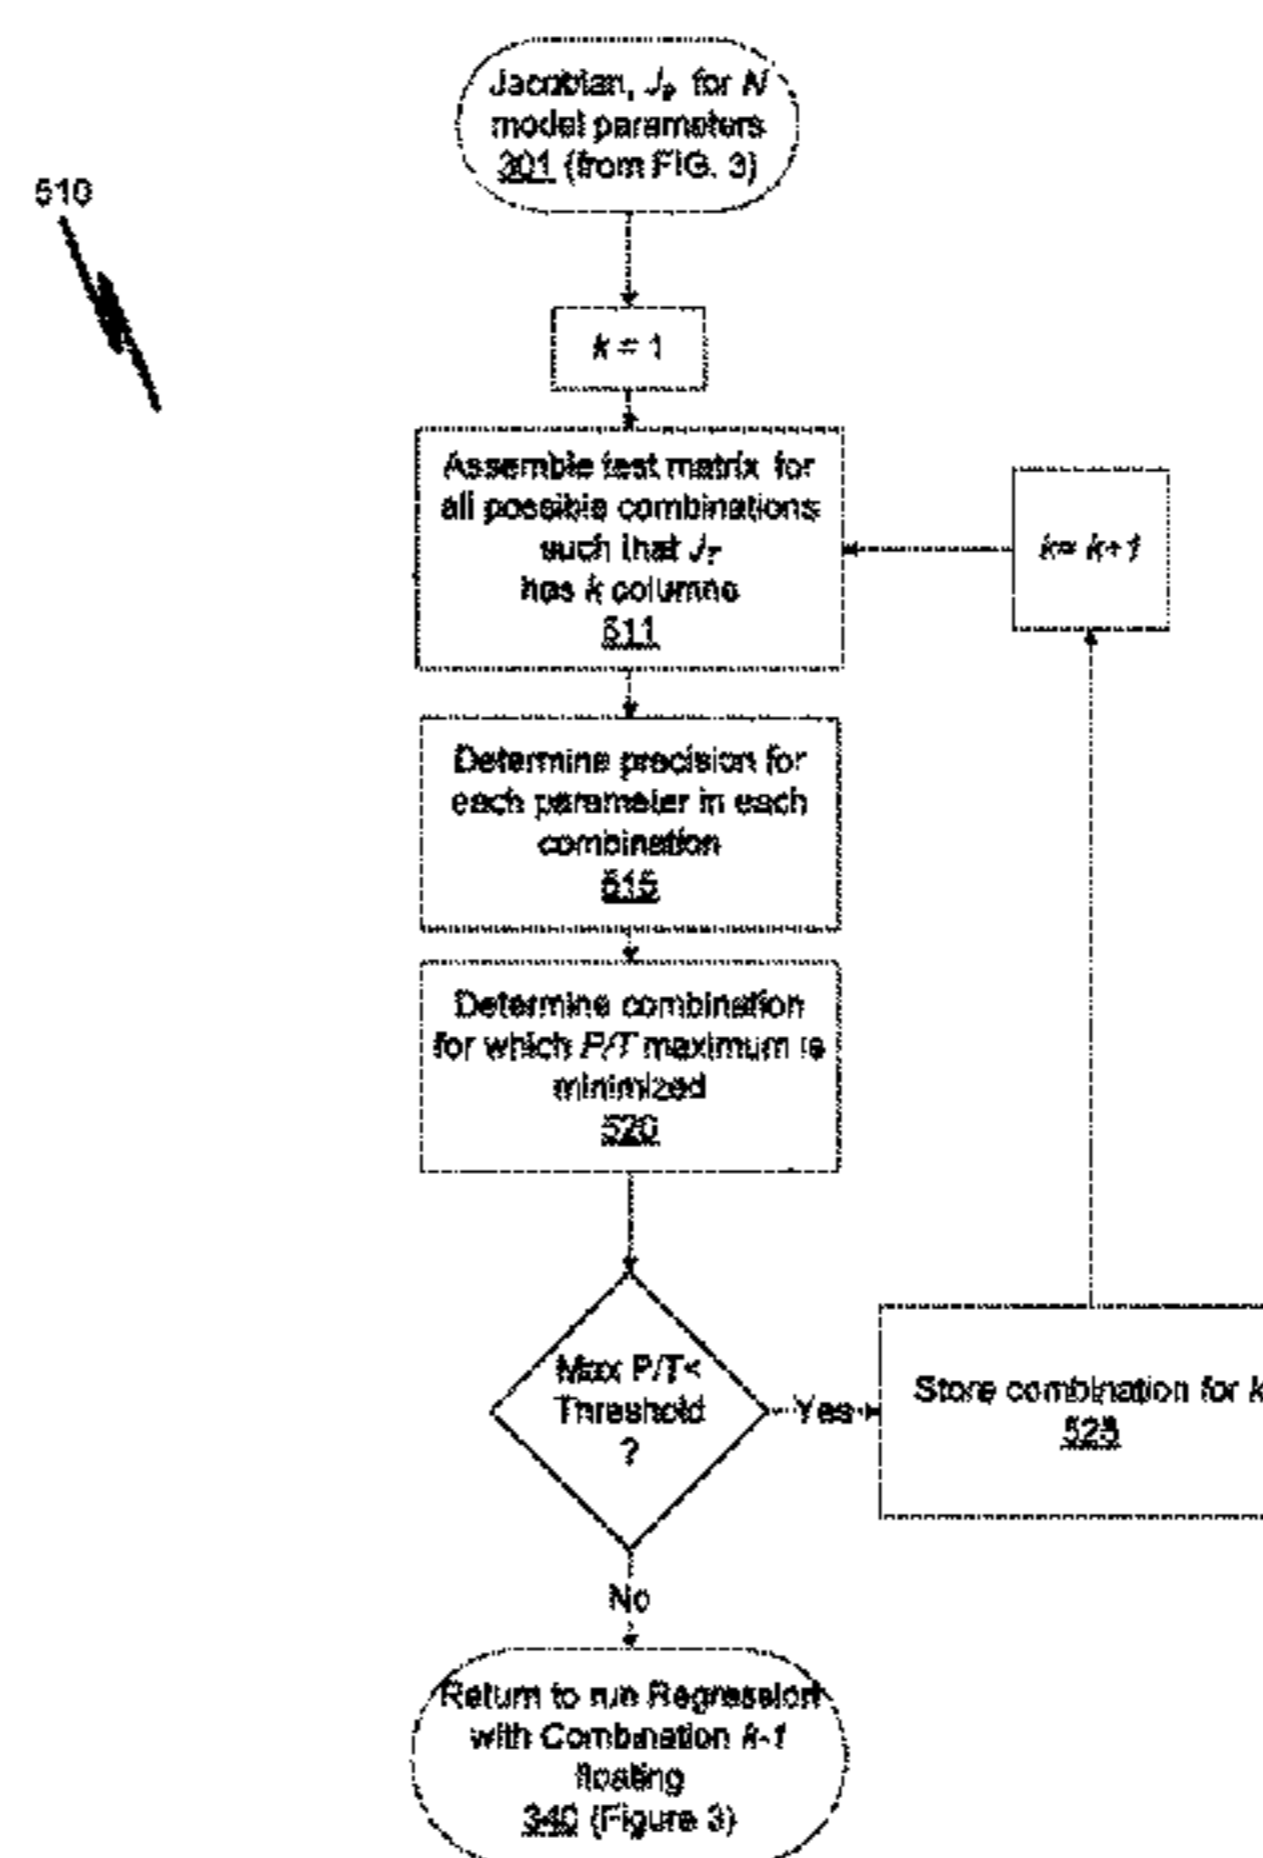 Jacobian, JP for N
model parameters
301 (from FIG. 3)
510
k = 1
Assemble test matrix for
all possible combinations
such that JT
has k columns
511
k= k+1
Determine precision for
each parameter in each
combination
515
Determine combination
for which P/T maximum is
minimized
520
Max P/T<
Threshold
?
Yes
Store combination for k
525
No
Return to run Regression
with Combination k-1
floating
340 (Figure 3)